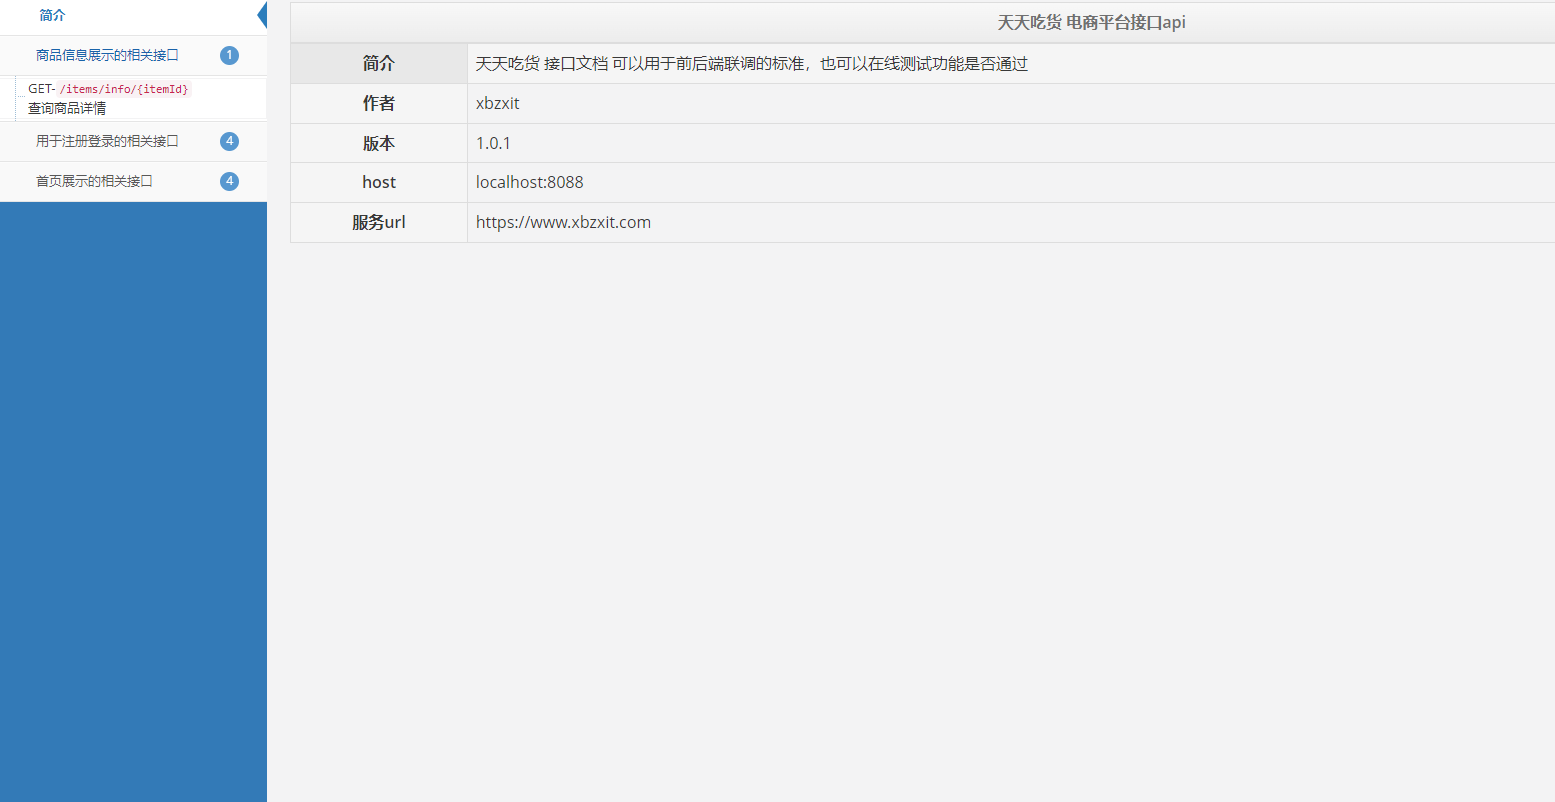 简介
商品信息展示的相关接口 1
GET- /items/info/{itemId}
查询商品详情
用于注册登录的相关接口 4
首页展示的相关接口 4
天天吃货 电商平台接口api
简介 天天吃货 接口文档 可以用于前后端联调的标准，也可以在线测试功能是否通过
作者 xbzxit
版本 1.0.1
host localhost:8088
服务url https://www.xbzxit.com